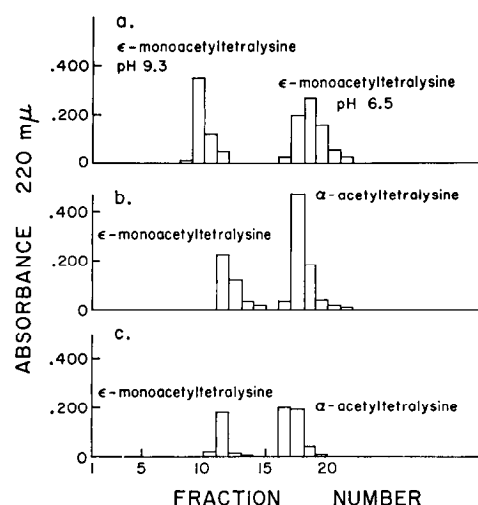 a.
ε-monoacetyltetralysine
pH 9.3
ε-monoacetyltetralysine
pH 6.5
.400
.200
0
b.
α-acetyltetralysine
ε-monoacetyltetralysine
.400
.200
0
c.
ε-monoacetyltetralysine
α-acetyltetralysine
.400
.200
0
1 5 10 15 20
FRACTION NUMBER
ABSORBANCE 220 mμ